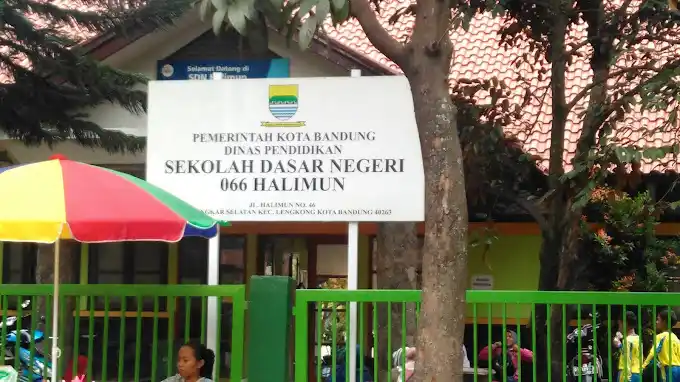 Selamat Datang di
SDN Halimun
PEMERINTAH KOTA BANDUNG
DINAS PENDIDIKAN
SEKOLAH DASAR NEGERI
066 HALIMUN
JL. HALIMUN NO. 46
SELATAN KEC. LENGKONG KOTA BANDUNG 40263